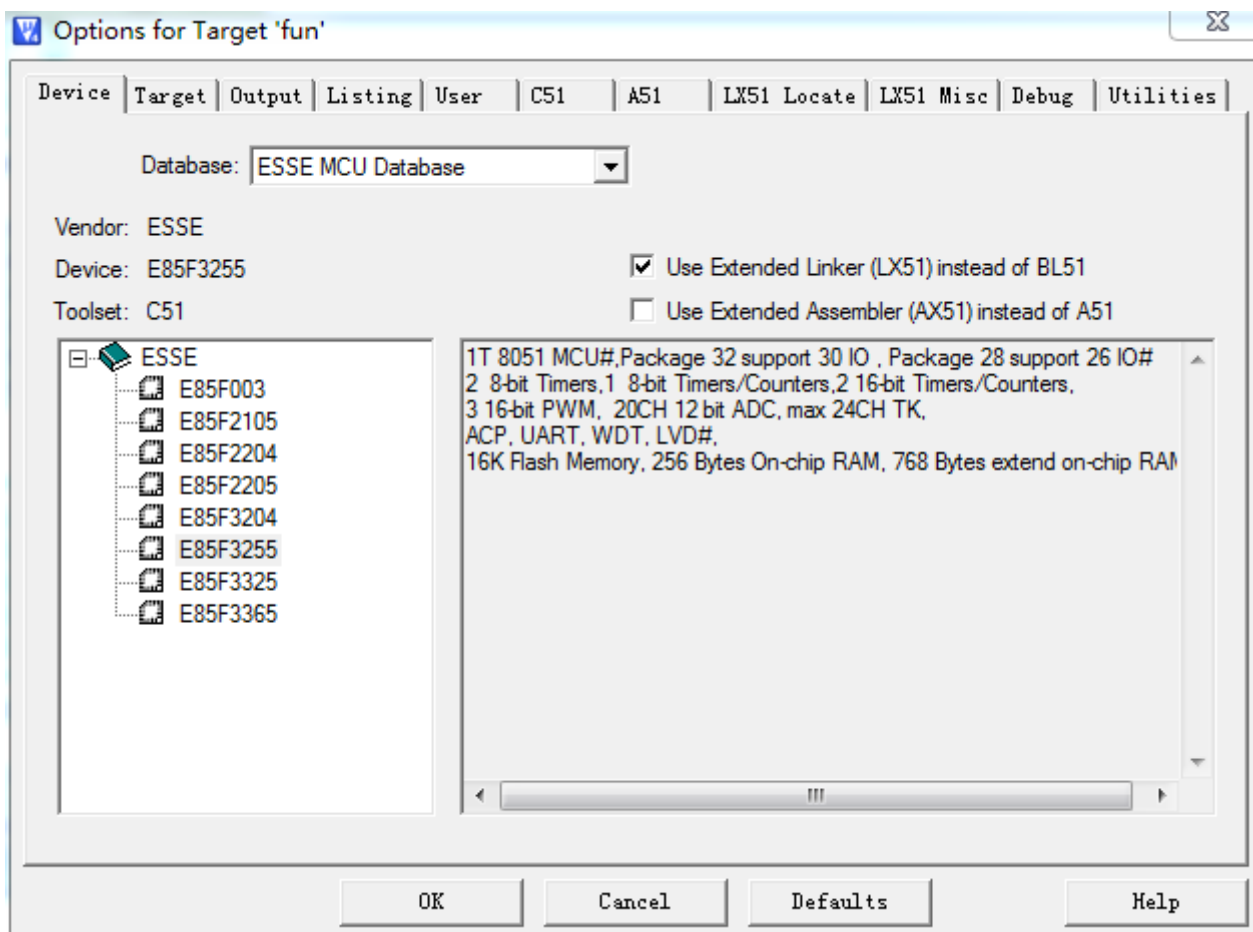 Options for Target 'fun'
Device Target Output Listing User C51 A51 LX51 Locate LX51 Misc Debug Utilities
Database: ESSE MCU Database
Vendor: ESSE
Device: E85F3255
Toolset: C51
Use Extended Linker (LX51) instead of BL51
Use Extended Assembler (AX51) instead of A51
ESSE
E85F003
E85F2105
E85F2204
E85F2205
E85F3204
E85F3255
E85F3325
E85F3365
1T 8051 MCU#,Package 32 support 30 IO , Package 28 support 26 IO#
2 8-bit Timers,1 8-bit Timers/Counters,2 16-bit Timers/Counters,
3 16-bit PWM, 20CH 12 bit ADC, max 24CH TK,
ACP, UART, WDT, LVD#,
16K Flash Memory, 256 Bytes On-chip RAM, 768 Bytes extend on-chip
OK Cancel Defaults Help